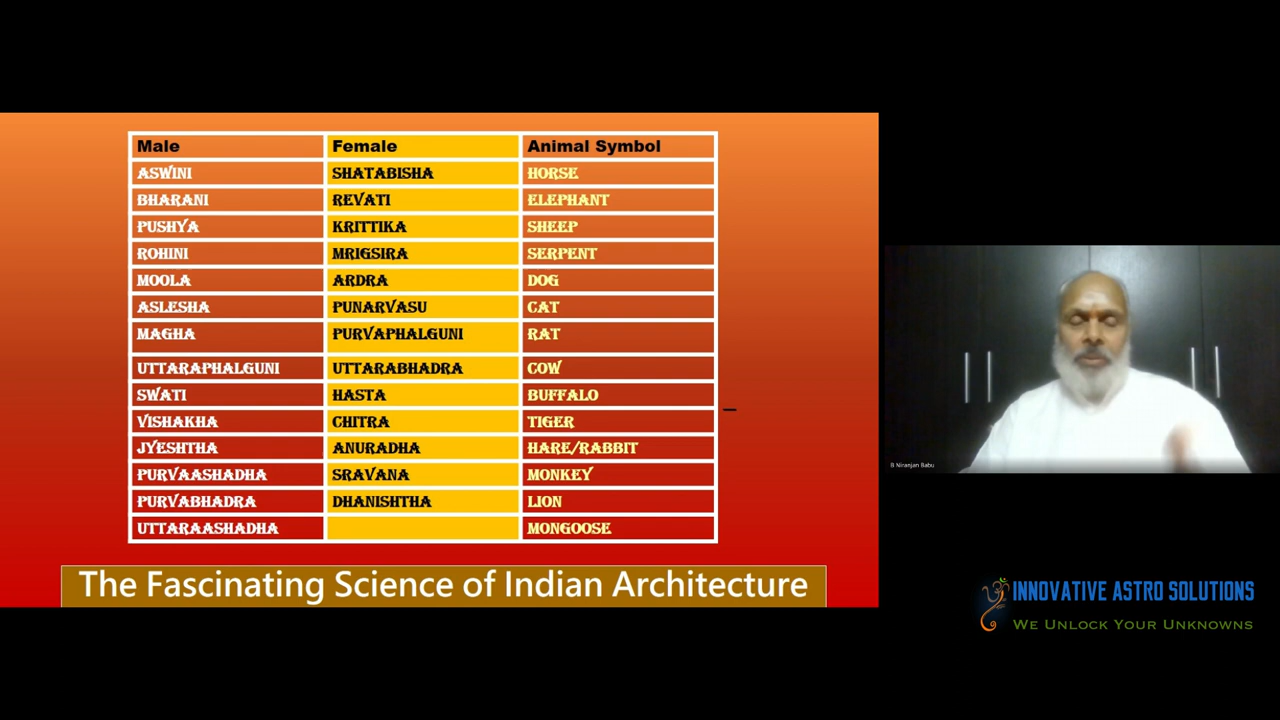 Male Female Animal Symbol
ASWINI SHATABISHA HORSE
BHARANI REVATI ELEPHANT
PUSHYA KRITTIKA SHEEP
ROHINI MRIGSIRA SERPENT
MOOLA ARDRA DOG
ASLESHA PUNARVASU CAT
MAGHA PURVAPHALGUNI RAT
UTTARAPHALGUNI UTTARABHADRA COW
SWATI HASTA BUFFALO
VISHAKHA CHITRA TIGER
JYESHTHA ANURADHA HARE/RABBIT
PURVAASHADHA SRAVANA MONKEY
PURVABHADRA DHANISHTHA LION
UTTARAASHADHA MONGOOSE
The Fascinating Science of Indian Architecture
B Niranjan Babu
INNOVATIVE ASTRO SOLUTIONS
WE UNLOCK YOUR UNKNOWNS